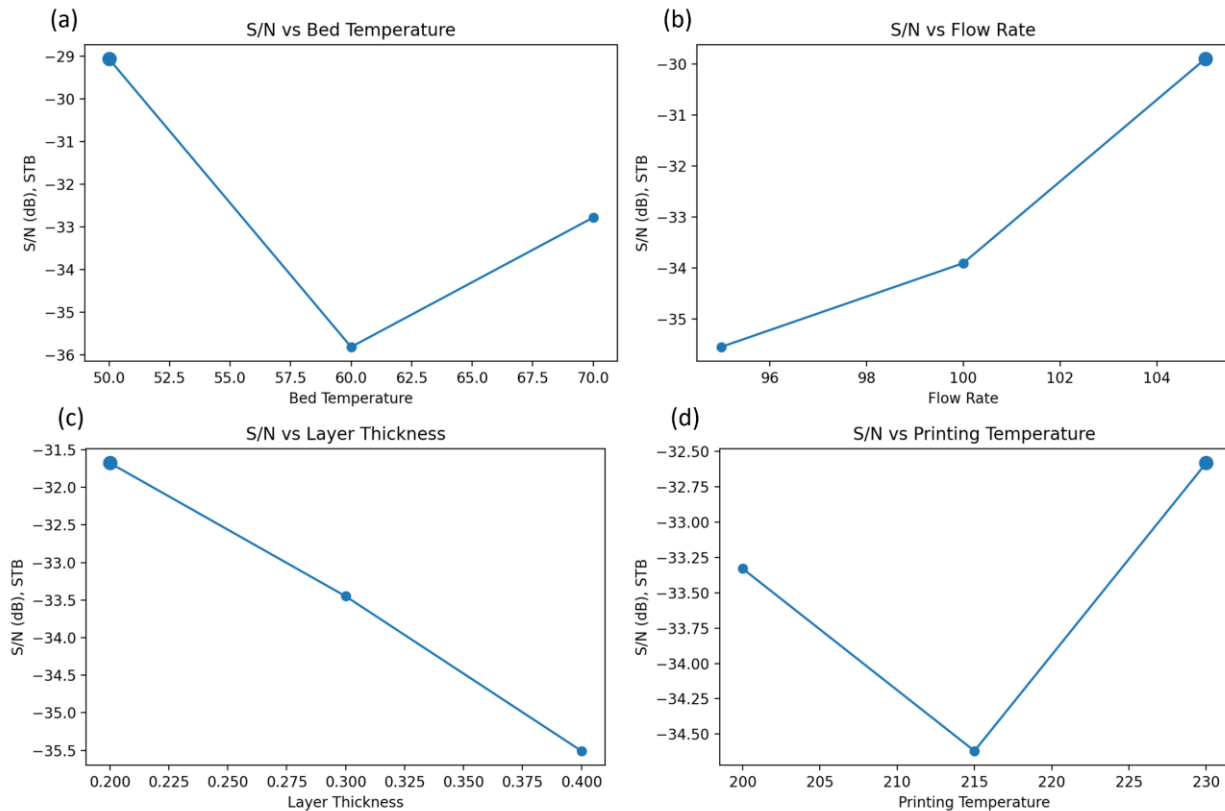 (a)
S/N vs Bed Temperature
S/N (dB), STB
−29
−30
−31
−32
−33
−34
−35
−36
50.0 52.5 55.0 57.5 60.0 62.5 65.0 67.5 70.0
Bed Temperature
(b)
S/N vs Flow Rate
S/N (dB), STB
−30
−31
−32
−33
−34
−35
96 98 100 102 104
Flow Rate
(c)
S/N vs Layer Thickness
S/N (dB), STB
−31.5
−32.0
−32.5
−33.0
−33.5
−34.0
−34.5
−35.0
−35.5
0.200 0.225 0.250 0.275 0.300 0.325 0.350 0.375 0.400
Layer Thickness
(d)
S/N vs Printing Temperature
S/N (dB), STB
−32.50
−32.75
−33.00
−33.25
−33.50
−33.75
−34.00
−34.25
−34.50
200 205 210 215 220 225 230
Printing Temperature